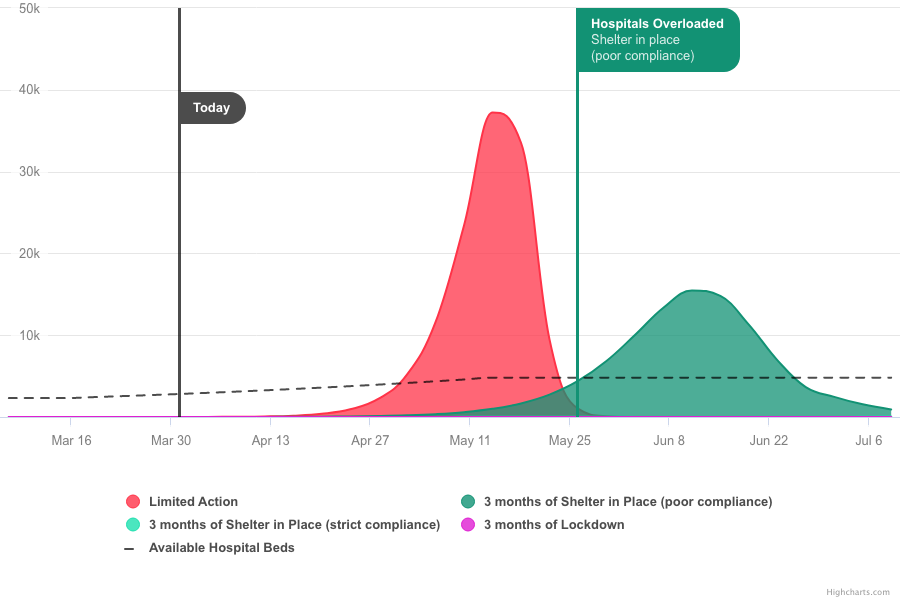 50k
Hospitals Overloaded
Shelter in place
(poor compliance)
40k
Today
30k
20k
10k
Mar 16 Mar 30 Apr 13 Apr 27 May 11 May 25 Jun 8 Jun 22 Jul 6
Limited Action 3 months of Shelter in Place (poor compliance)
3 months of Shelter in Place (strict compliance) 3 months of Lockdown
Available Hospital Beds
Highcharts.com